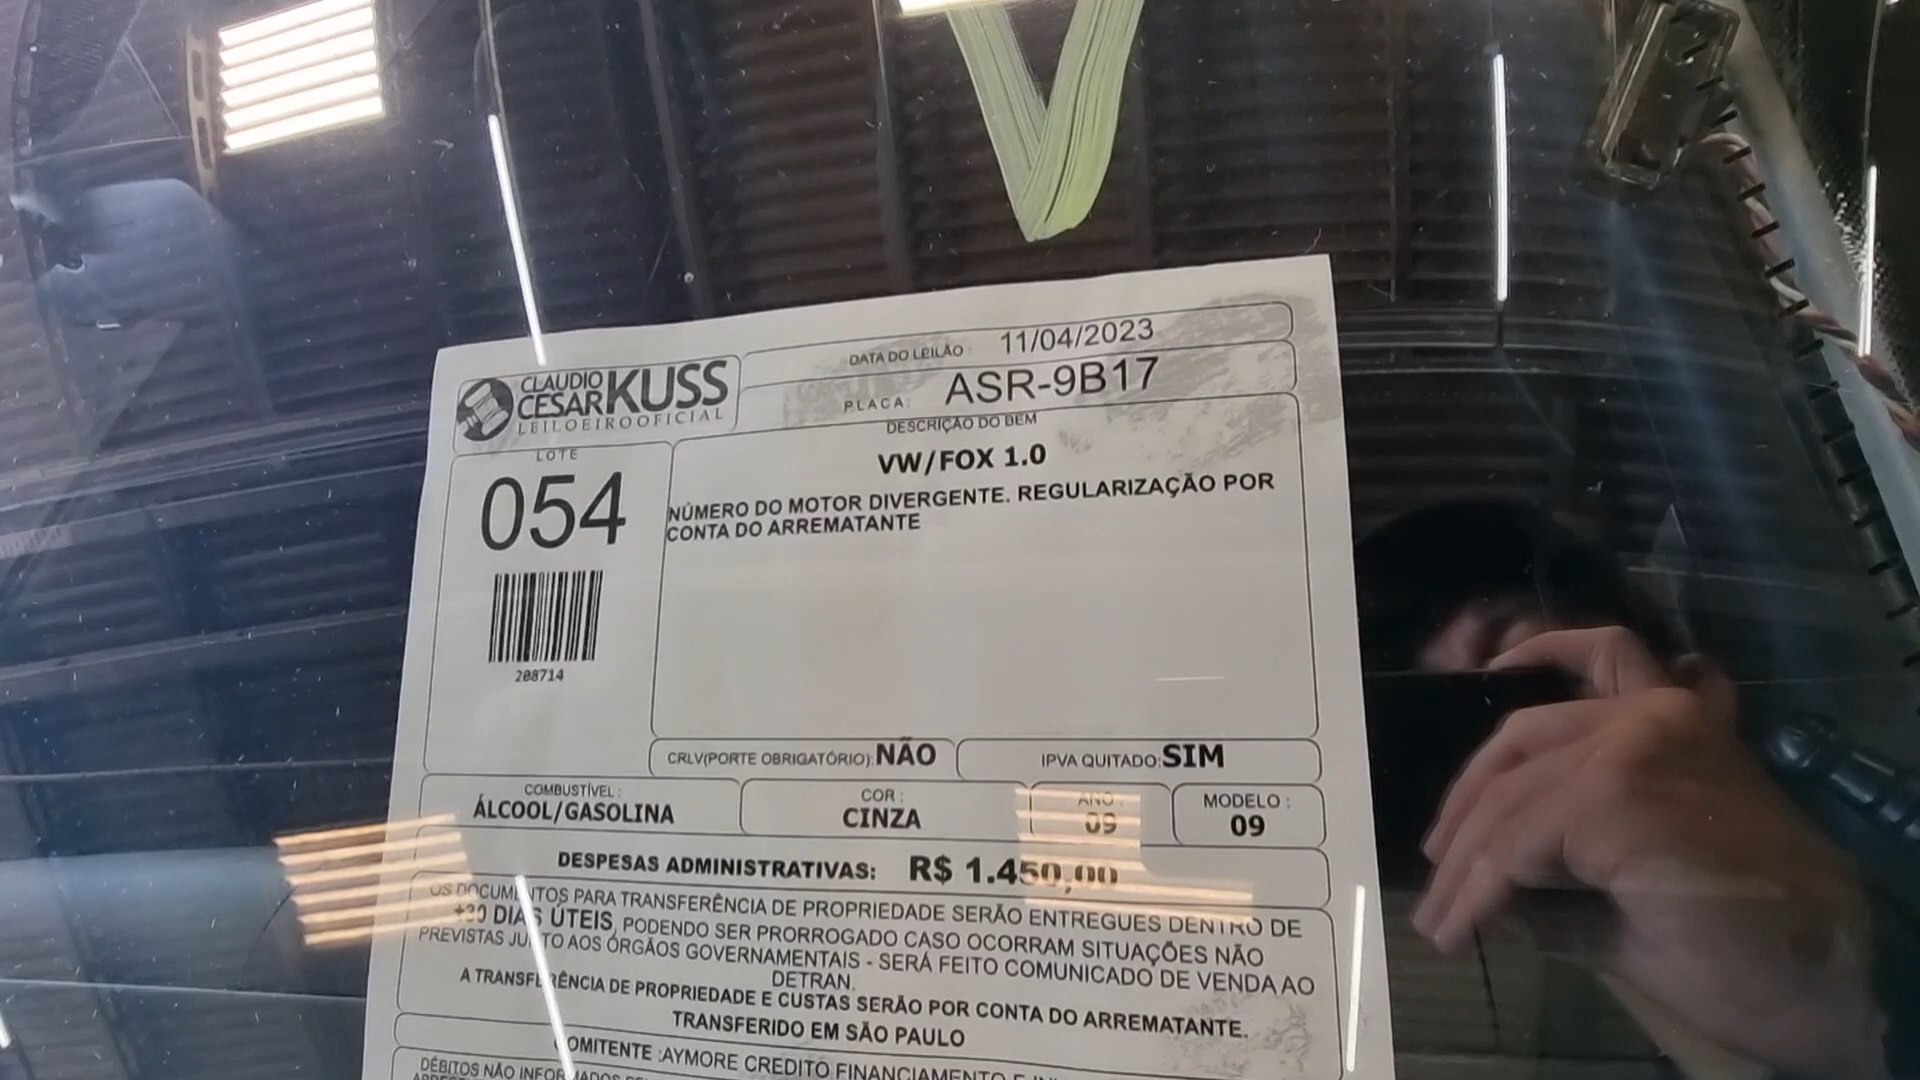 CLAUDIO
CESAR KUSS
LEILOEIRO OFICIAL
DATA DO LEILÃO : 11/04/2023
PLACA: ASR-9B17
DESCRIÇÃO DO BEM
LOTE
054
208714
VW/FOX 1.0
NÚMERO DO MOTOR DIVERGENTE. REGULARIZAÇÃO POR
CONTA DO ARREMATANTE
CRLV(PORTE OBRIGATÓRIO): NÃO
IPVA QUITADO: SIM
COMBUSTÍVEL :
ÁLCOOL/GASOLINA
COR :
CINZA
ANO :
09
MODELO :
09
DESPESAS ADMINISTRATIVAS: R$ 1.450,00
OS DOCUMENTOS PARA TRANSFERÊNCIA DE PROPRIEDADE SERÃO ENTREGUES DENTRO DE
+30 DIAS ÚTEIS, PODENDO SER PRORROGADO CASO OCORRAM SITUAÇÕES NÃO
PREVISTAS JUNTO AOS ÓRGÃOS GOVERNAMENTAIS - SERÁ FEITO COMUNICADO DE VENDA AO
DETRAN.
A TRANSFERÊNCIA DE PROPRIEDADE E CUSTAS SERÃO POR CONTA DO ARREMATANTE.
TRANSFERIDO EM SÃO PAULO
COMITENTE :AYMORE CREDITO FINANCIAMENTO E
DÉBITOS NÃO